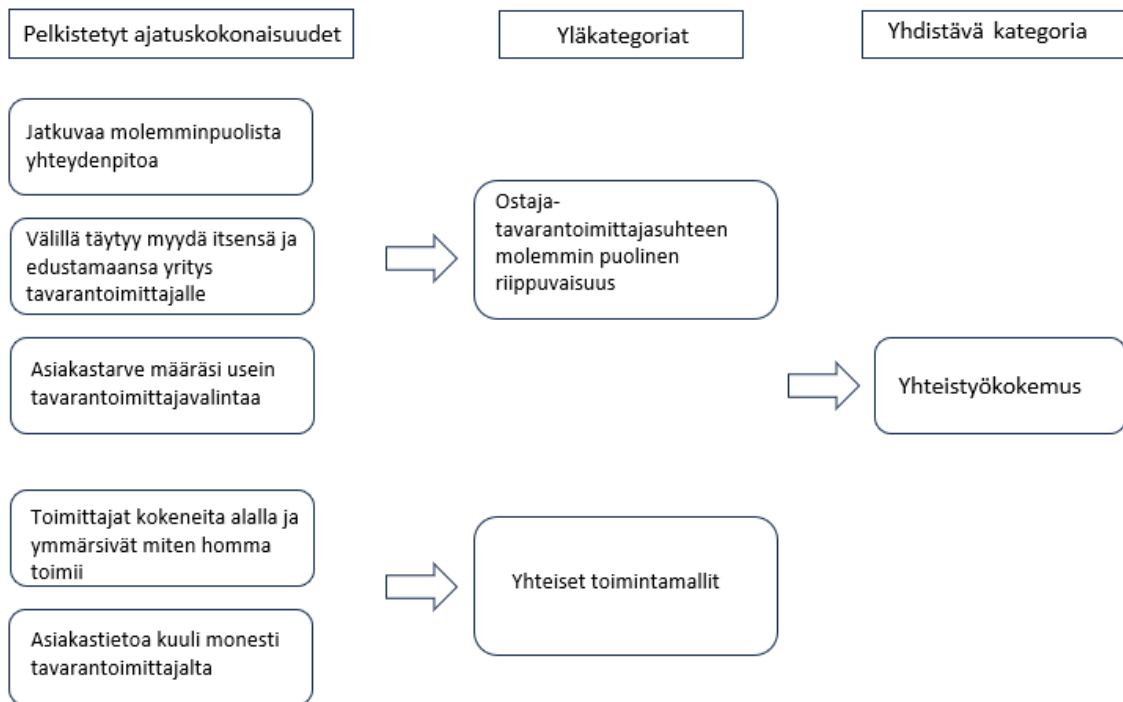 Pelkistetyt ajatuskokonaisuudet
Yläkategoriat
Yhdistävä kategoria
Jatkuvaa molemminpuolista
yhteydenpitoa
Välillä täytyy myydä itsensä ja
edustamaansa yritys
tavarantoimittajalle
Asiakastarve määräsi usein
tavarantoimittajavalintaa
Toimittajat kokeneita alalla ja
ymmärsivät miten homma
toimii
Asiakastietoa kuuli monesti
tavarantoimittajalta
Ostaja-
tavarantoimittajasuhteen
molemmin puolinen
riippuvaisuus
Yhteiset toimintamallit
Yhteistyökokemus